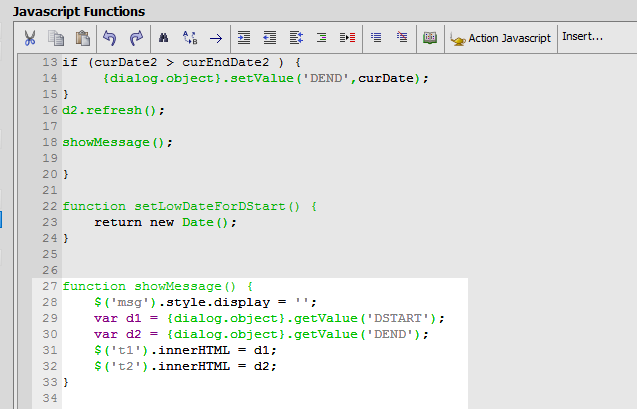 Javascript Functions
Action Javascript Insert...
13 if (curDate2 > curEndDate2 ) {
14 {dialog.object}.setValue('DEND',curDate);
15 }
16 d2.refresh();
17
18 showMessage();
19
20 }
21
22 function setLowDateForDStart() {
23 return new Date();
24 }
25
26
27 function showMessage() {
28 $('msg').style.display = '';
29 var d1 = {dialog.object}.getValue('DSTART');
30 var d2 = {dialog.object}.getValue('DEND');
31 $('t1').innerHTML = d1;
32 $('t2').innerHTML = d2;
33 }
34